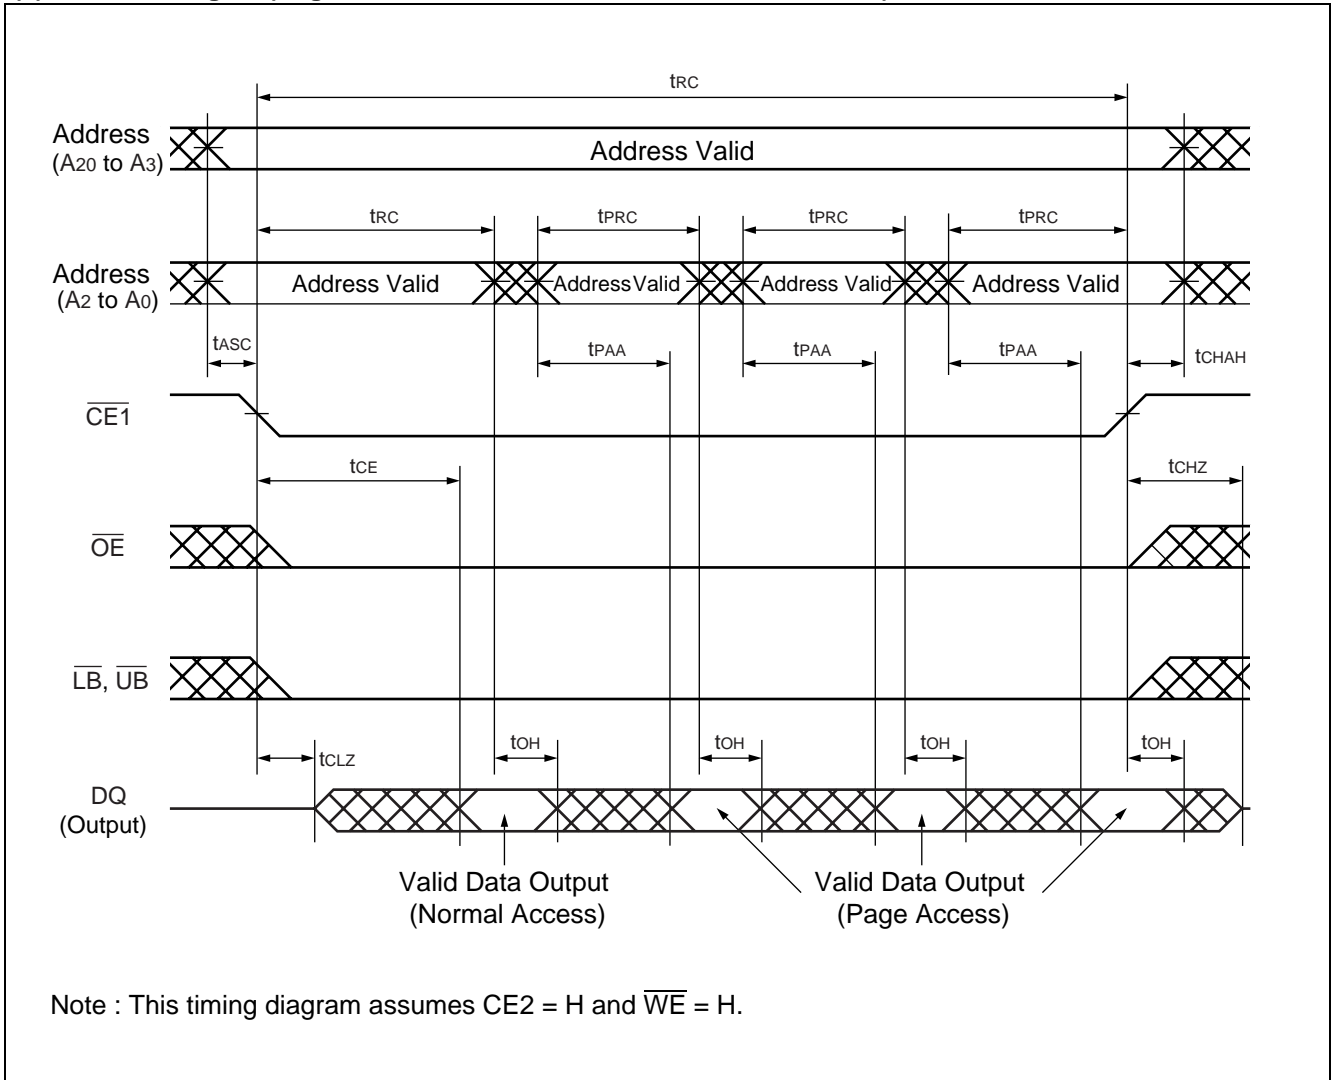 tRC
Address
(A20 to A3)
Address Valid
tRC
tPRC
tPRC
tPRC
Address
(A2 to A0)
Address Valid
Address Valid
Address Valid
Address Valid
tASC
tPAA
tPAA
tPAA
tCHAH
CE1
tCE
tCHZ
OE
LB, UB
tCLZ
tOH
tOH
tOH
tOH
DQ
(Output)
Valid Data Output
(Normal Access)
Valid Data Output
(Page Access)
Note : This timing diagram assumes CE2 = H and WE = H.